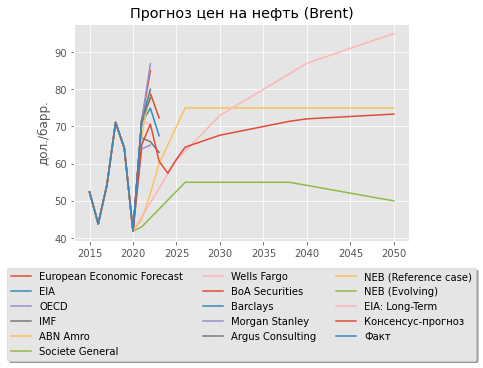 Прогноз цен на нефть (Brent)
дол./барр.
90
80
70
60
50
40
2015 2020 2025 2030 2035 2040 2045 2050
European Economic Forecast
EIA
OECD
IMF
ABN Amro
Societe General
Wells Fargo
BoA Securities
Barclays
Morgan Stanley
Argus Consulting
NEB (Reference case)
NEB (Evolving)
EIA: Long-Term
Консенсус-прогноз
Факт